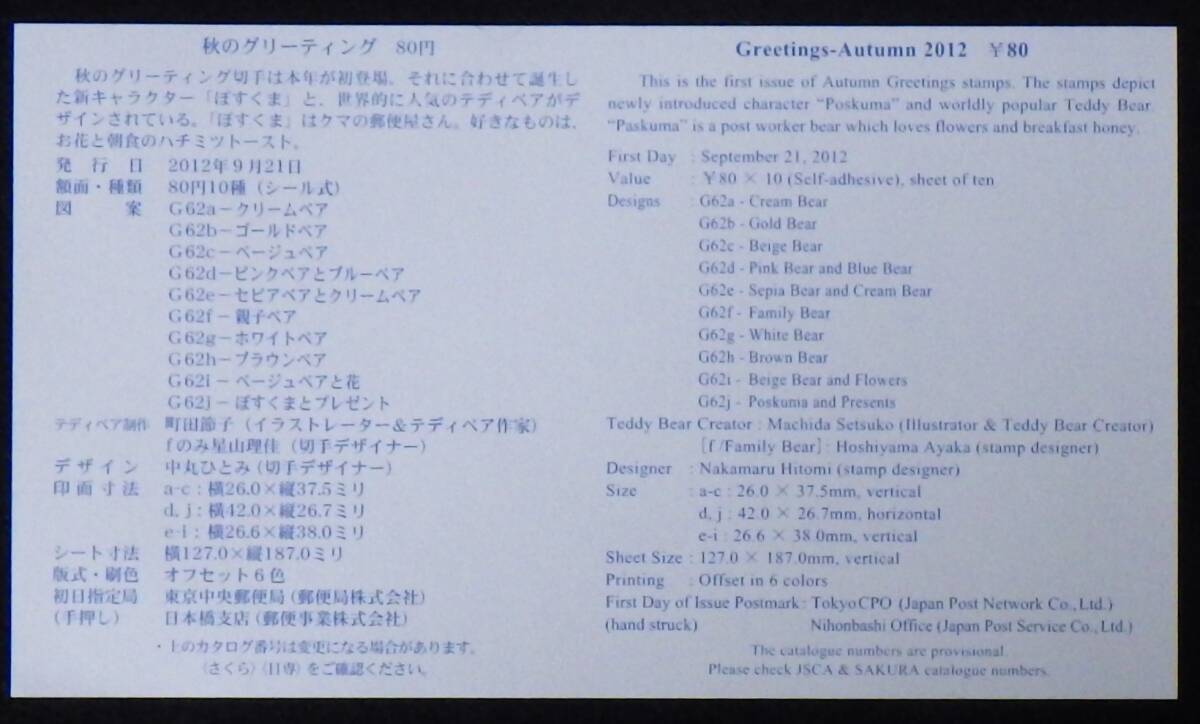 秋のグリーティング 80円
秋のグリーティング切手は本年が初登場。それに合わせて誕生し
た新キャラクター「ぽすくま」と、世界的に人気のテディベアがデ
ザインされている。「ぽすくま」はクマの郵便屋さん。好きなものは、
お花と朝食のハチミツトースト。
発行日 2012年9月21日
額面・種類 80円10種（シール式）
図案 G62a－クリームベア
G62b－ゴールドベア
G62c－ベージュベア
G62d－ピンクベアとブルーベア
G62e－セピアベアとクリームベア
G62f－親子ベア
G62g－ホワイトベア
G62h－ブラウンベア
G62i－ベージュベアと花
G62j－ぽすくまとプレゼント
テディベア制作 町田節子（イラストレーター＆テディベア作家）
fのみ星山理佳（切手デザイナー）
デザイン 中丸ひとみ（切手デザイナー）
印面寸法 a-c：横26.0×縦37.5ミリ
d, j：横42.0×縦26.7ミリ
e-i：横26.6×縦38.0ミリ
シート寸法 横127.0×縦187.0ミリ
版式・刷色 オフセット6色
初日指定局 東京中央郵便局（郵便局株式会社）
（手押し） 日本橋支店（郵便事業株式会社）
・上のカタログ番号は変更になる場合があります。
〈さくら〉〈日専〉をご確認ください。
Greetings-Autumn 2012 ￥80
This is the first issue of Autumn Greetings stamps. The stamps depict
newly introduced character “Poskuma” and worldly popular Teddy Bear.
“Paskuma” is a post worker bear which loves flowers and breakfast honey.
First Day : September 21, 2012
Value : ￥80 × 10 (Self-adhesive), sheet of ten
Designs : G62a - Cream Bear
G62b - Gold Bear
G62c - Beige Bear
G62d - Pink Bear and Blue Bear
G62e - Sepia Bear and Cream Bear
G62f - Family Bear
G62g - White Bear
G62h - Brown Bear
G62i - Beige Bear and Flowers
G62j - Poskuma and Presents
Teddy Bear Creator : Machida Setsuko (Illustrator & Teddy Bear Creator)
[f /Family Bear] : Hoshiyama Ayaka (stamp designer)
Designer : Nakamaru Hitomi (stamp designer)
Size : a-c : 26.0 × 37.5mm, vertical
d, j : 42.0 × 26.7mm, horizontal
e-i : 26.6 × 38.0mm, vertical
Sheet Size : 127.0 × 187.0mm, vertical
Printing : Offset in 6 colors
First Day of Issue Postmark : Tokyo CPO (Japan Post Network Co., Ltd.)
(hand struck) Nihonbashi Office (Japan Post Service Co., Ltd.)
The catalogue numbers are provisional.
Please check JSCA & SAKURA catalogue numbers.